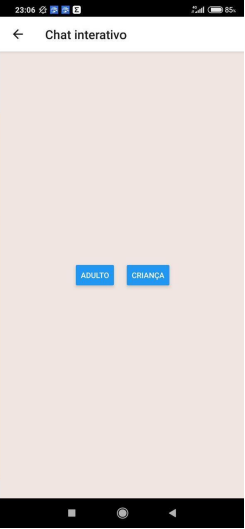 23:06 85%
Chat interativo
ADULTO CRIANÇA